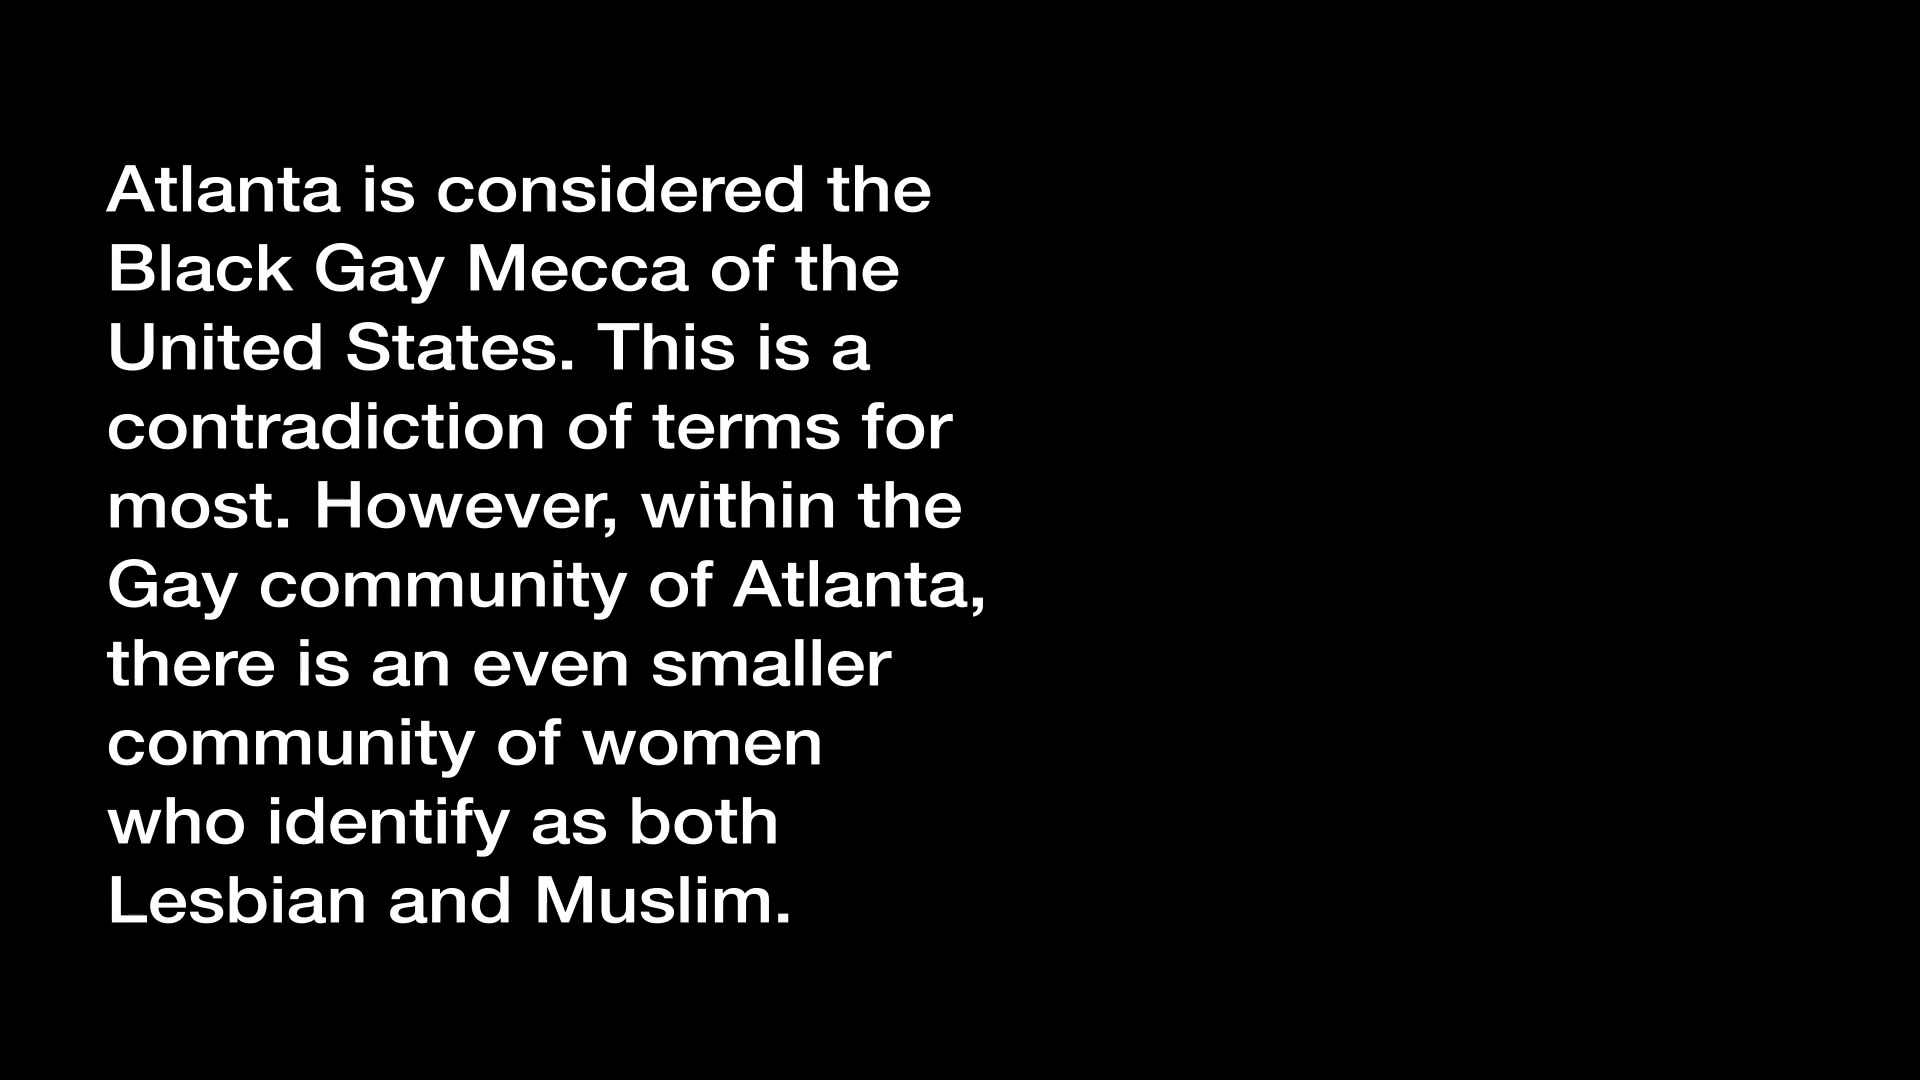 Atlanta is considered the
Black Gay Mecca of the
United States. This is a
contradiction of terms for
most. However, within the
Gay community of Atlanta,
there is an even smaller
community of women
who identify as both
Lesbian and Muslim.